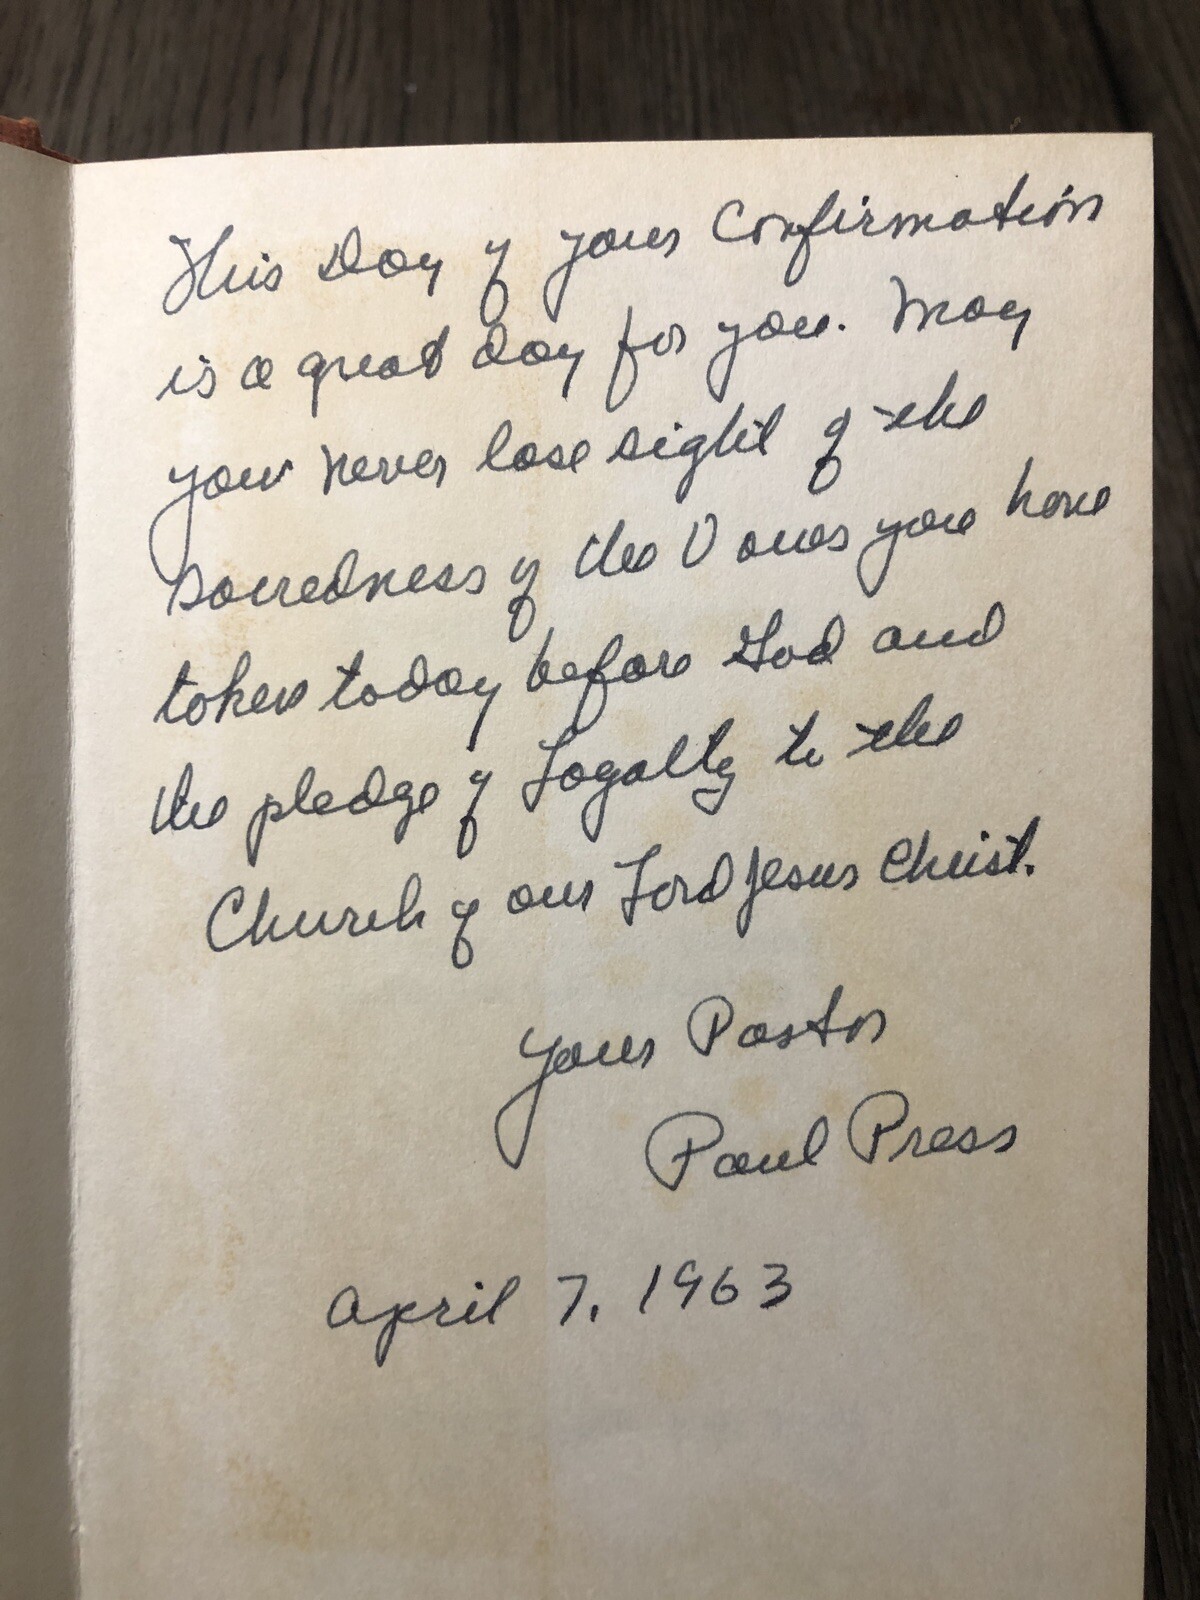 This Day of your Confirmation
is a great day for you. May
you never lose sight of the
sacredness of the Vows you have
taken today before God and
the pledge of Loyalty to the
Church of our Lord Jesus Christ.
Your Pastor
Paul Press
April 7, 1963